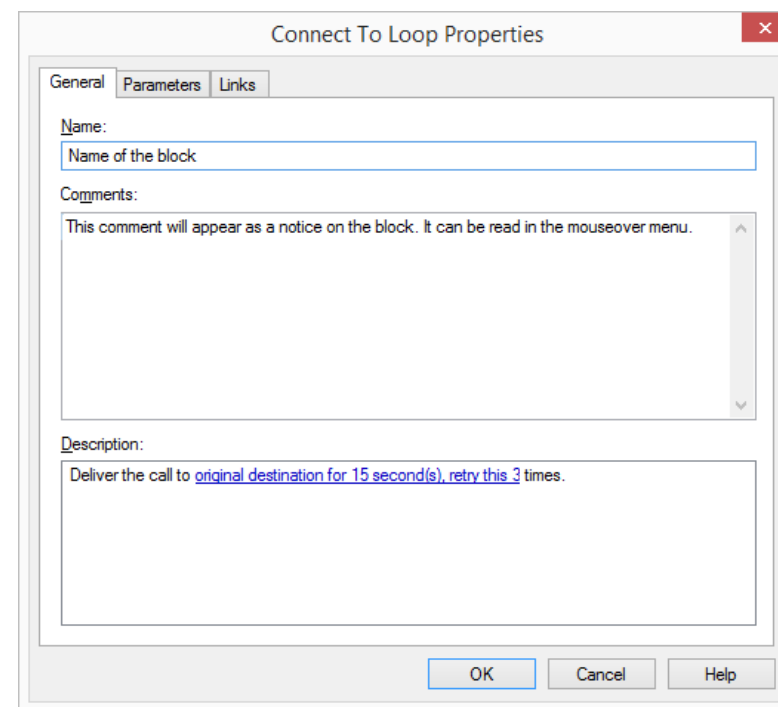 Connect To Loop Properties
General Parameters Links
Name:
Name of the block
Comments:
This comment will appear as a notice on the block. It can be read in the mouseover menu.
Description:
Deliver the call to original destination for 15 second(s), retry this 3 times.
OK Cancel Help